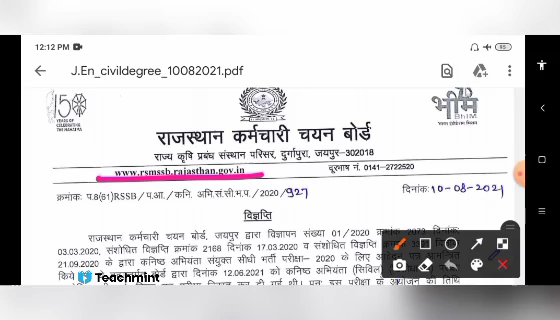 12:12 PM
95
J.En_civildegree_10082021.pdf
150
YEARS OF
CELEBRATING
THE MAHATMA
भीम
BHIM
राजस्थान कर्मचारी चयन बोर्ड
राज्य कृषि प्रबंध संस्थान परिसर, दुर्गापुरा, जयपुर-302018
www.rsmssb.rajasthan.gov.in दूरभाष नं. 0141-2722520
क्रमांक: प.8(61)RSSB / प.आ./ कनि. अभि.सं.सी.भ.प. / 2020/927 दिनांक:10-08-2021
विज्ञप्ति
राजस्थान कर्मचारी चयन बोर्ड, जयपुर द्वारा विज्ञापन संख्या 01/2020 दिनांक:
03.03.2020, संशोधित विज्ञप्ति क्रमांक 2168 दिनांक 17.03.2020 व संशोधित विज्ञप्ति
21.09.2020 के द्वारा कनिष्ठ अभियंता संयुक्त सीधी भर्ती परीक्षा– 2020 के लिए
किये बोर्ड द्वारा दिनांक 12.06.2021 को कनिष्ठ अभियंता (सिविल)
Teachmint